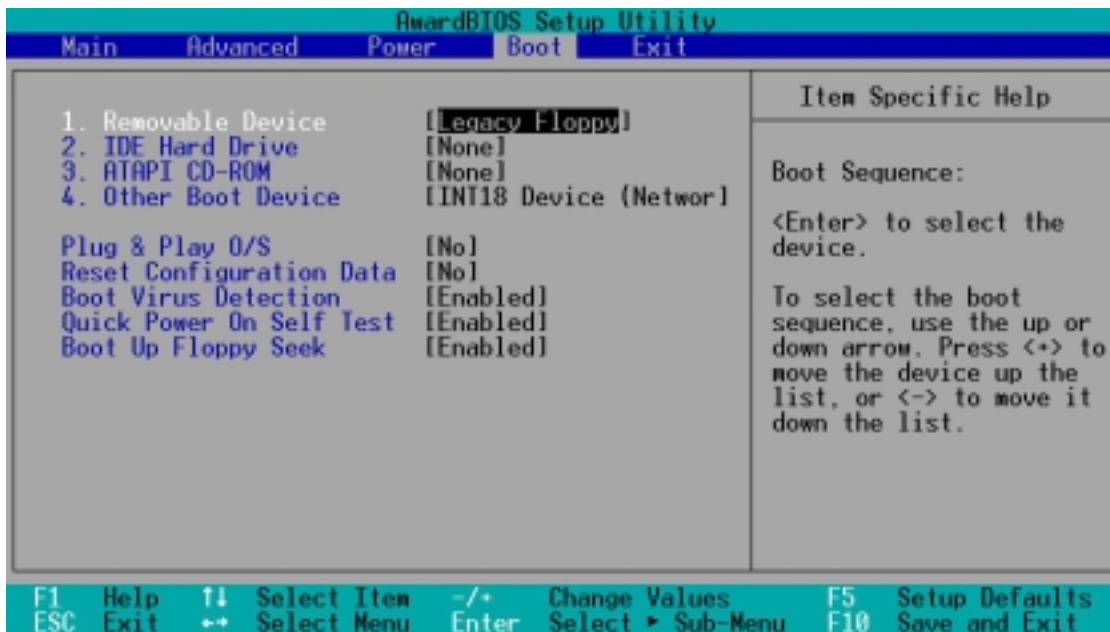 AwardBIOS Setup Utility
Main Advanced Power Boot Exit
1. Removable Device [Legacy Floppy]
2. IDE Hard Drive [None]
3. ATAPI CD-ROM [None]
4. Other Boot Device [INT18 Device (Networ]
Plug & Play O/S [No]
Reset Configuration Data [No]
Boot Virus Detection [Enabled]
Quick Power On Self Test [Enabled]
Boot Up Floppy Seek [Enabled]
Item Specific Help
Boot Sequence:
<Enter> to select the
device.
To select the boot
sequence, use the up or
down arrow. Press <+> to
move the device up the
list, or <-> to move it
down the list.
F1 Help ↑↓ Select Item -/+ Change Values F5 Setup Defaults
ESC Exit ←→ Select Menu Enter Select ► Sub-Menu F10 Save and Exit